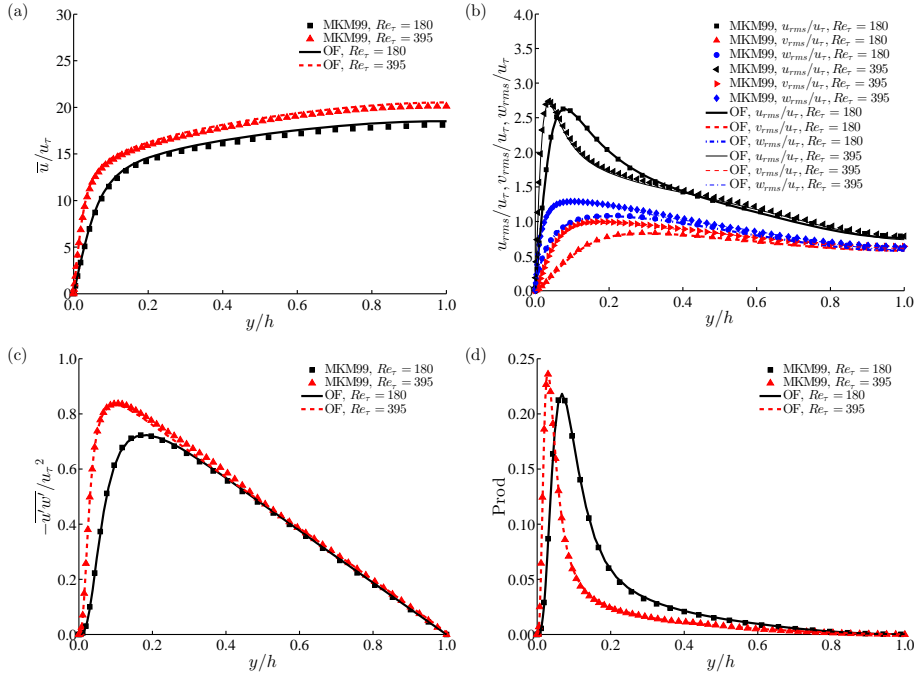 (a)
30
25
20
15
10
5
0
0.0 0.2 0.4 0.6 0.8 1.0
y/h
u̅/u_τ
MKM99, Re_τ = 180
MKM99, Re_τ = 395
OF, Re_τ = 180
OF, Re_τ = 395
(b)
4.0
3.5
3.0
2.5
2.0
1.5
1.0
0.5
0.0
0.0 0.2 0.4 0.6 0.8 1.0
y/h
u_rms/u_τ, v_rms/u_τ, w_rms/u_τ
MKM99, u_rms/u_τ, Re_τ = 180
MKM99, v_rms/u_τ, Re_τ = 180
MKM99, w_rms/u_τ, Re_τ = 180
MKM99, u_rms/u_τ, Re_τ = 395
MKM99, v_rms/u_τ, Re_τ = 395
MKM99, w_rms/u_τ, Re_τ = 395
OF, u_rms/u_τ, Re_τ = 180
OF, v_rms/u_τ, Re_τ = 180
OF, w_rms/u_τ, Re_τ = 180
OF, u_rms/u_τ, Re_τ = 395
OF, v_rms/u_τ, Re_τ = 395
OF, w_rms/u_τ, Re_τ = 395
(c)
1.0
0.8
0.6
0.4
0.2
0.0
0.0 0.2 0.4 0.6 0.8 1.0
y/h
−u'w'/u_τ²
MKM99, Re_τ = 180
MKM99, Re_τ = 395
OF, Re_τ = 180
OF, Re_τ = 395
(d)
0.25
0.20
0.15
0.10
0.05
0.00
0.0 0.2 0.4 0.6 0.8 1.0
y/h
Prod
MKM99, Re_τ = 180
MKM99, Re_τ = 395
OF, Re_τ = 180
OF, Re_τ = 395